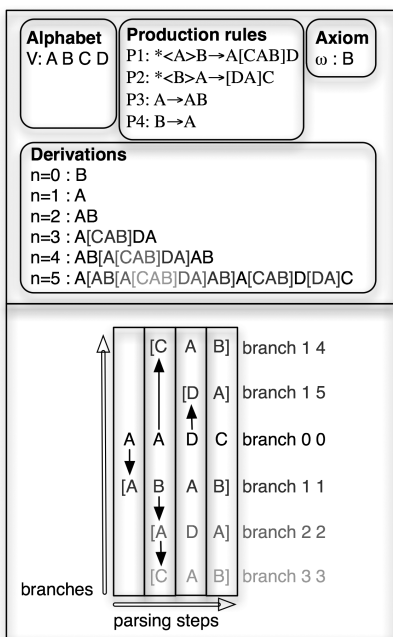 Alphabet
V: A B C D
Production rules
P1: *<A>B→A[CAB]D
P2: *<B>A→[DA]C
P3: A→AB
P4: B→A
Axiom
ω : B
Derivations
n=0 : B
n=1 : A
n=2 : AB
n=3 : A[CAB]DA
n=4 : AB[A[CAB]DA]AB
n=5 : A[AB[A[CAB]DA]AB]A[CAB]D[DA]C
[C A B] branch 1 4
[D A] branch 1 5
A A D C branch 0 0
[A B A B] branch 1 1
[A D A] branch 2 2
[C A B] branch 3 3
branches
parsing steps